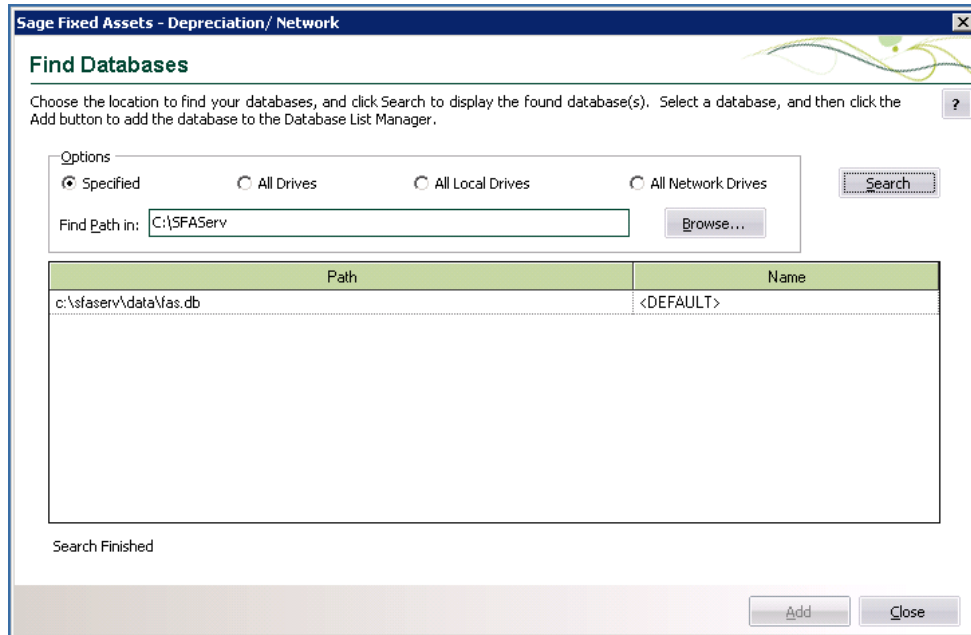 Sage Fixed Assets - Depreciation/ Network
Find Databases
Choose the location to find your databases, and click Search to display the found database(s). Select a database, and then click the
Add button to add the database to the Database List Manager.
?
Options
Specified All Drives All Local Drives All Network Drives Search
Find Path in: C:\SFAServ Browse...
Path Name
c:\sfaserv\data\fas.db <DEFAULT>
Search Finished
Add Close